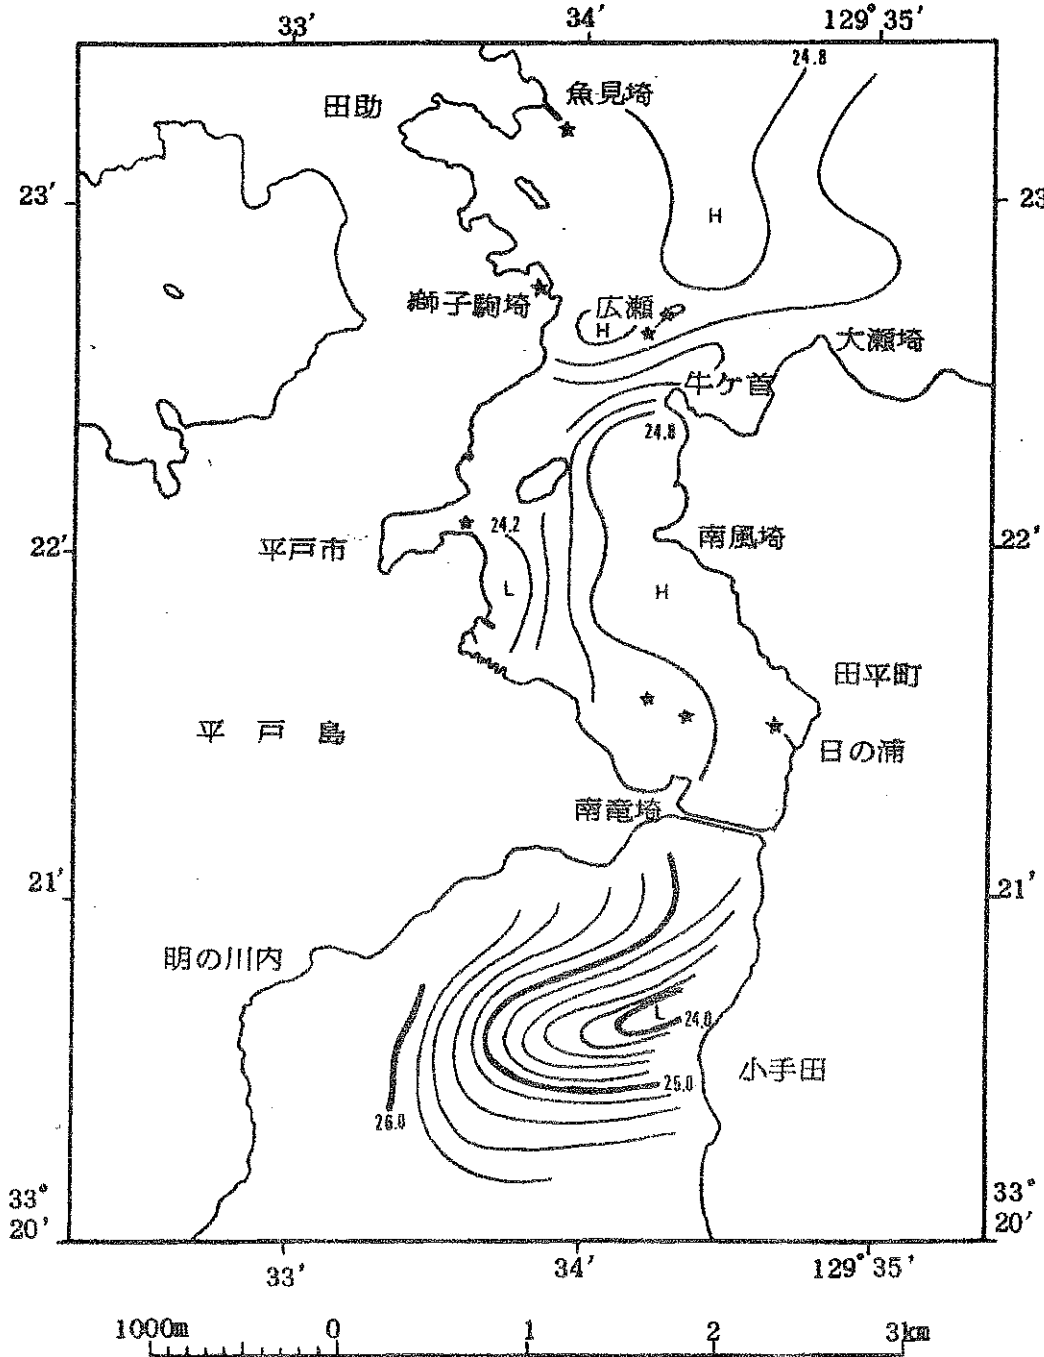 33' 34' 129° 35'
24.8
田助 魚見埼
23' 23
H
獅子駒埼 広瀬
H
大瀬埼
牛ケ首
24.8
24.2
22' 平戸市 南風埼 22'
L H
田平町
平戸島
日の浦
南竜埼
21' 21'
明の川内
L 24.0
小手田
25.0
26.0
33° 33°
20' 20'
33' 34' 129° 35'
1000m 0 1 2 3km